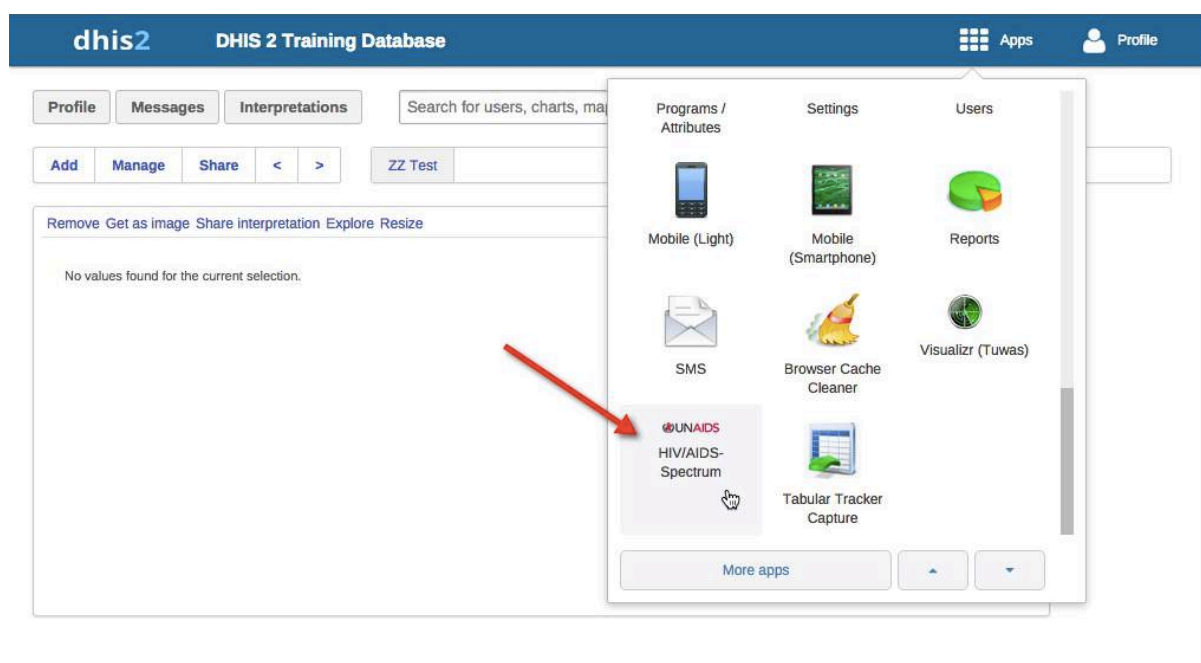 dhis2 DHIS 2 Training Database Apps Profile
Profile Messages Interpretations Search for users, charts, ma
Add Manage Share < > ZZ Test
Remove Get as image Share interpretation Explore Resize
No values found for the current selection.
Programs /
Attributes
Settings
Users
Mobile (Light)
Mobile
(Smartphone)
Reports
SMS
Browser Cache
Cleaner
Visualizr (Tuwas)
UNAIDS
HIV/AIDS-
Spectrum
Tabular Tracker
Capture
More apps